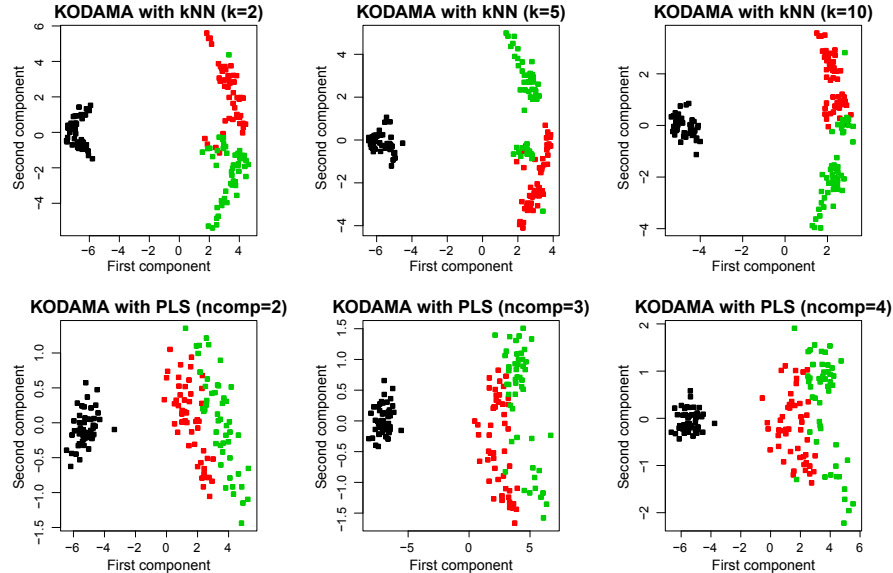 KODAMA with kNN (k=2)
Second component
6
4
2
0
−2
−4
−6 −4 −2 0 2 4
First component
KODAMA with kNN (k=5)
Second component
4
2
0
−2
−4
−6 −4 −2 0 2 4
First component
KODAMA with kNN (k=10)
Second component
2
0
−2
−4
−4 −2 0 2
First component
KODAMA with PLS (ncomp=2)
Second component
1.0
0.5
0.0
−0.5
−1.0
−1.5
−6 −4 −2 0 2 4
First component
KODAMA with PLS (ncomp=3)
Second component
1.5
1.0
0.5
0.0
−0.5
−1.0
−1.5
−5 0 5
First component
KODAMA with PLS (ncomp=4)
Second component
2
1
0
−1
−2
−6 −4 −2 0 2 4 6
First component